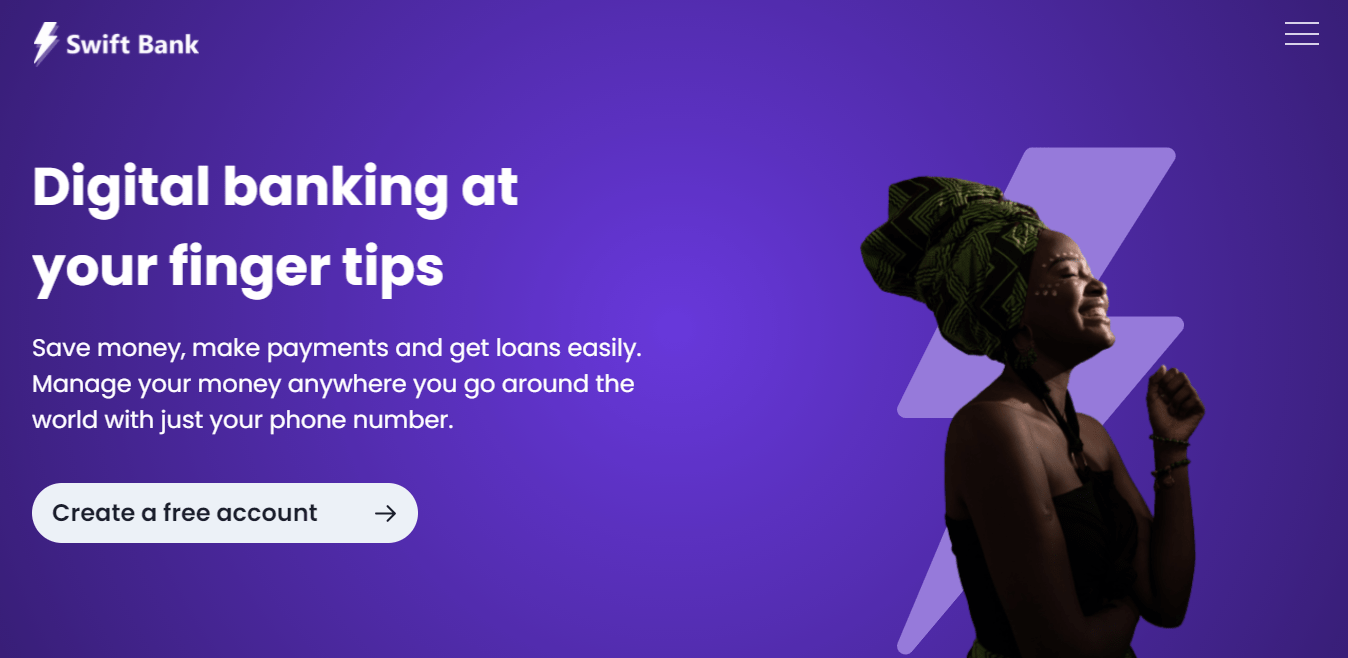 Swift Bank
Digital banking at
your finger tips
Save money, make payments and get loans easily.
Manage your money anywhere you go around the
world with just your phone number.
Create a free account